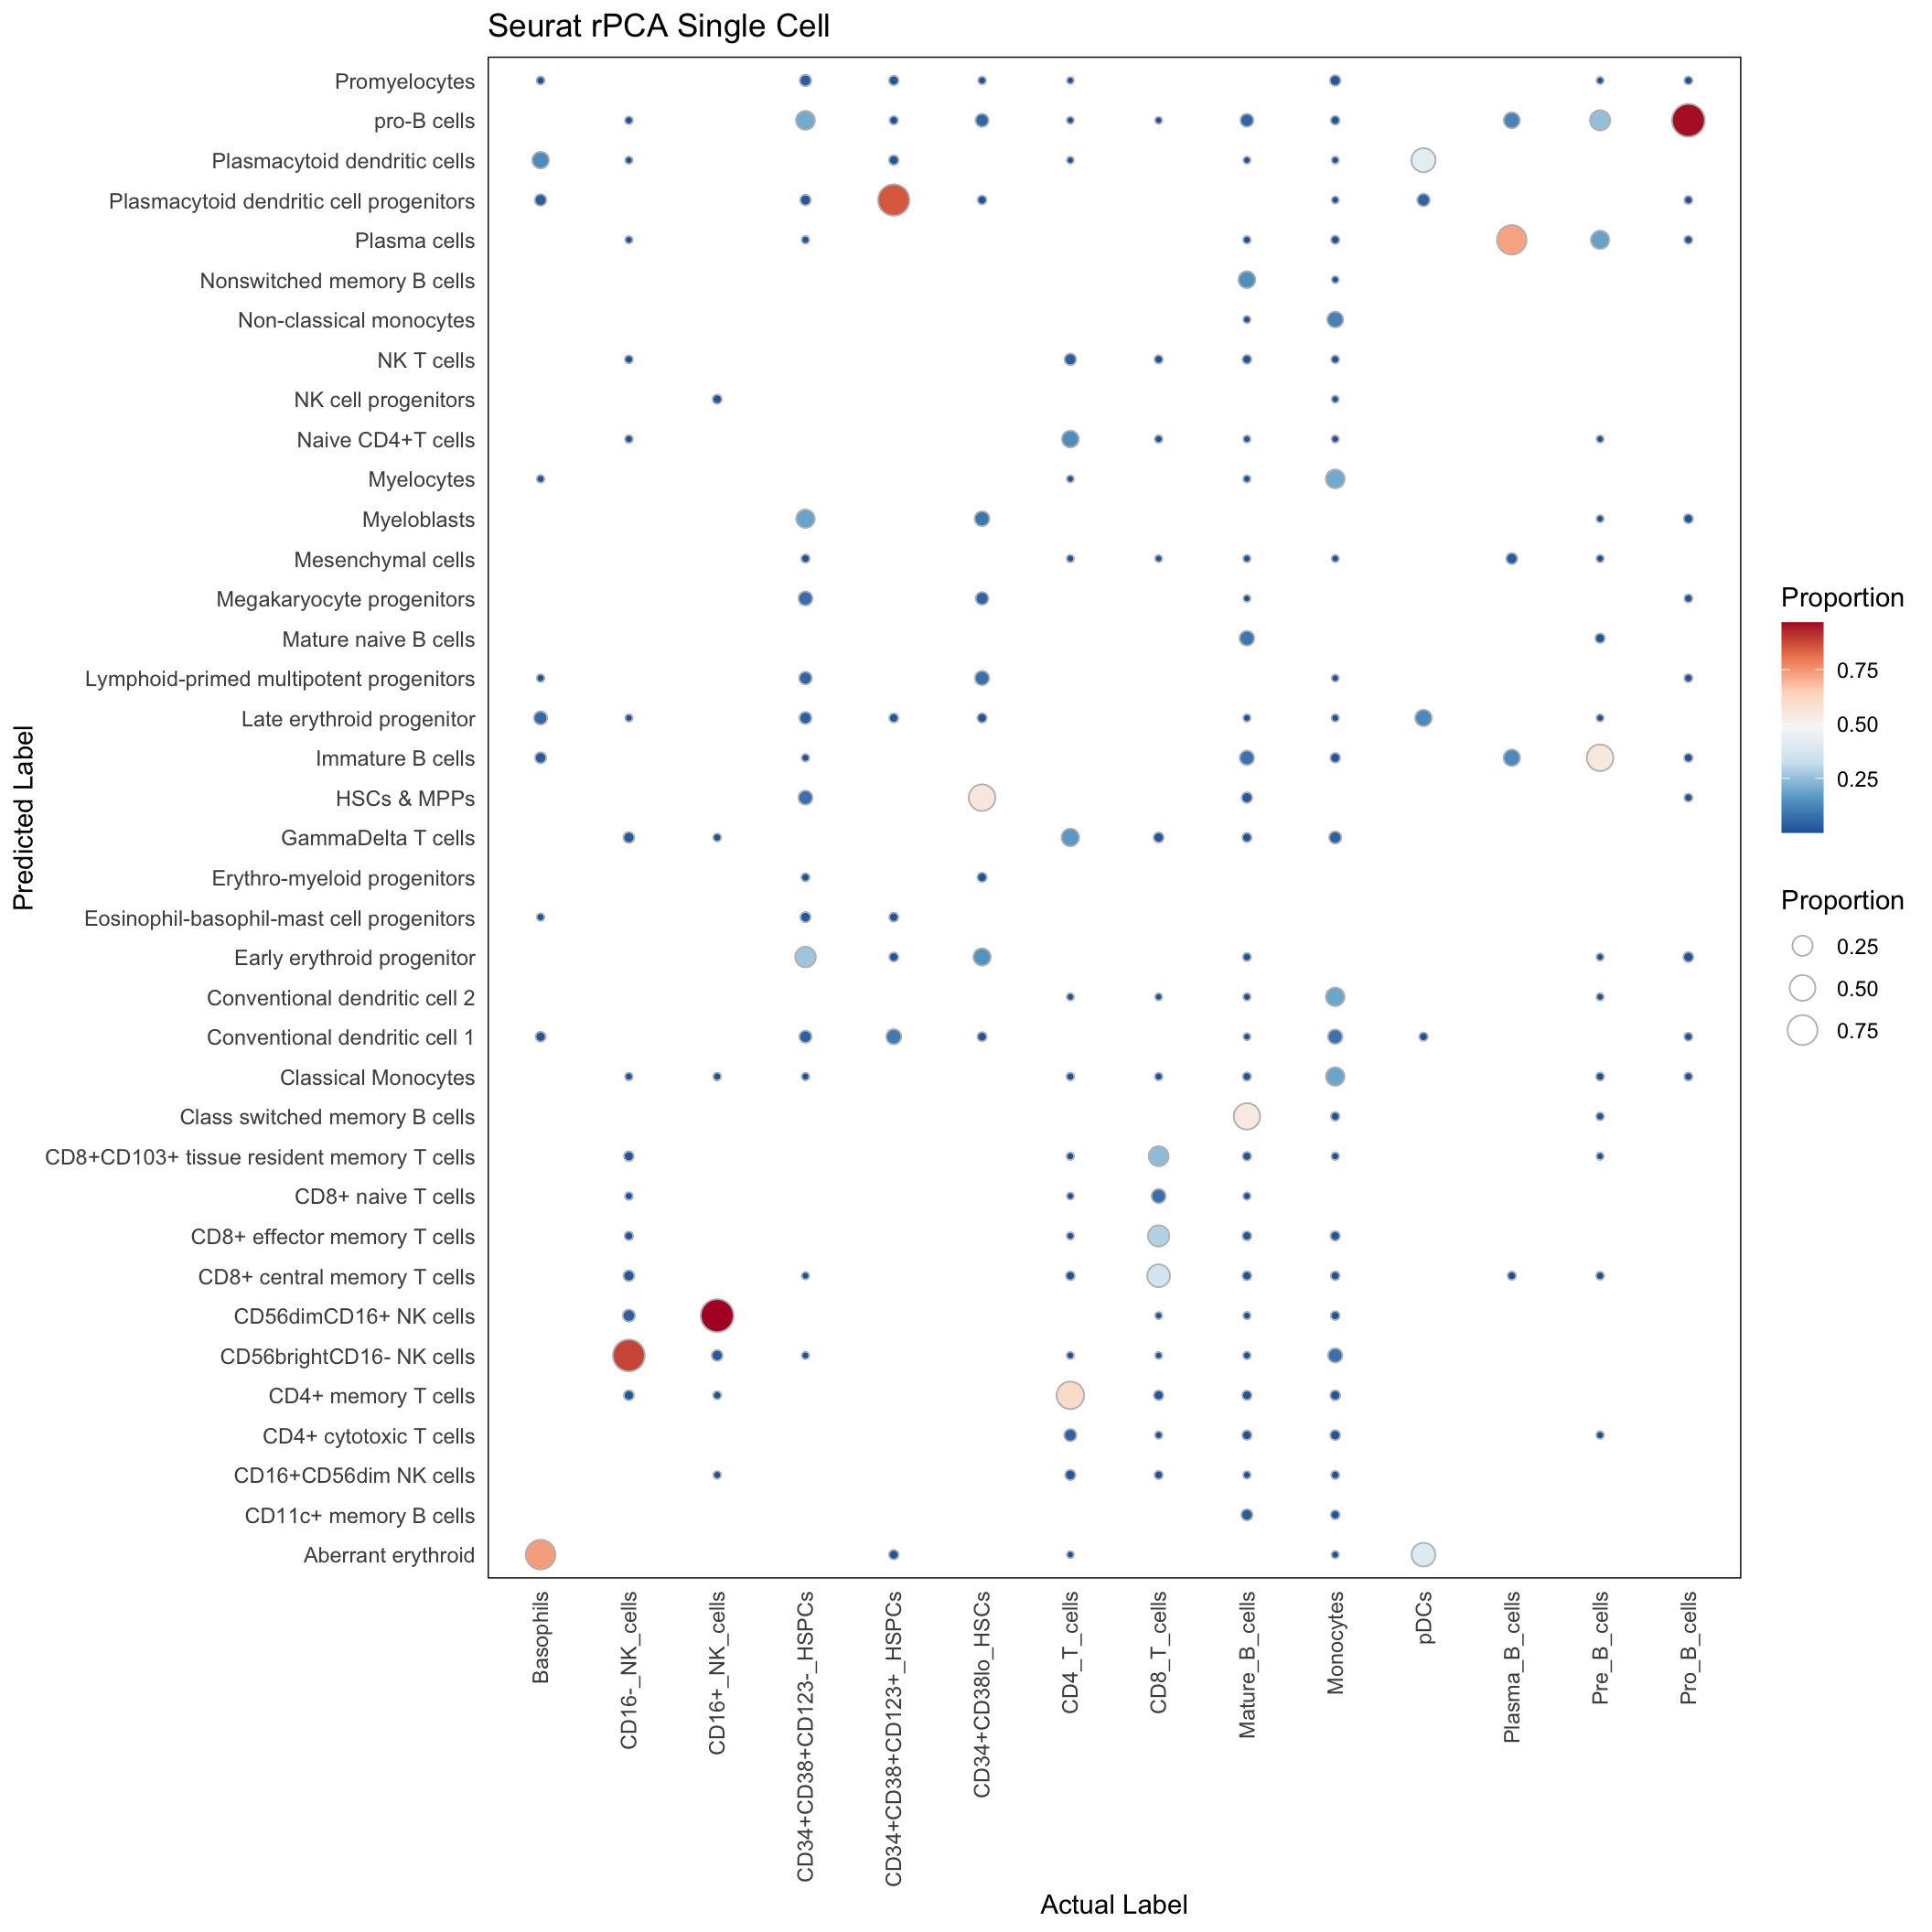 Seurat rPCA Single Cell
Promyelocytes
pro-B cells
Plasmacytoid dendritic cells
Plasmacytoid dendritic cell progenitors
Plasma cells
Nonswitched memory B cells
Non-classical monocytes
NK T cells
NK cell progenitors
Naive CD4+T cells
Myelocytes
Myeloblasts
Mesenchymal cells
Megakaryocyte progenitors
Mature naive B cells
Lymphoid-primed multipotent progenitors
Late erythroid progenitor
Immature B cells
HSCs & MPPs
GammaDelta T cells
Erythro-myeloid progenitors
Eosinophil-basophil-mast cell progenitors
Early erythroid progenitor
Conventional dendritic cell 2
Conventional dendritic cell 1
Classical Monocytes
Class switched memory B cells
CD8+CD103+ tissue resident memory T cells
CD8+ naive T cells
CD8+ effector memory T cells
CD8+ central memory T cells
CD56dimCD16+ NK cells
CD56brightCD16- NK cells
CD4+ memory T cells
CD4+ cytotoxic T cells
CD16+CD56dim NK cells
CD11c+ memory B cells
Aberrant erythroid
Predicted Label
Basophils
CD16-_NK_cells
CD16+_NK_cells
CD34+CD38+CD123-_HSPCs
CD34+CD38+CD123+_HSPCs
CD34+CD38lo_HSCs
CD4_T_cells
CD8_T_cells
Mature_B_cells
Monocytes
pDCs
Plasma_B_cells
Pre_B_cells
Pro_B_cells
Actual Label
Proportion
0.75
0.50
0.25
Proportion
0.25
0.50
0.75